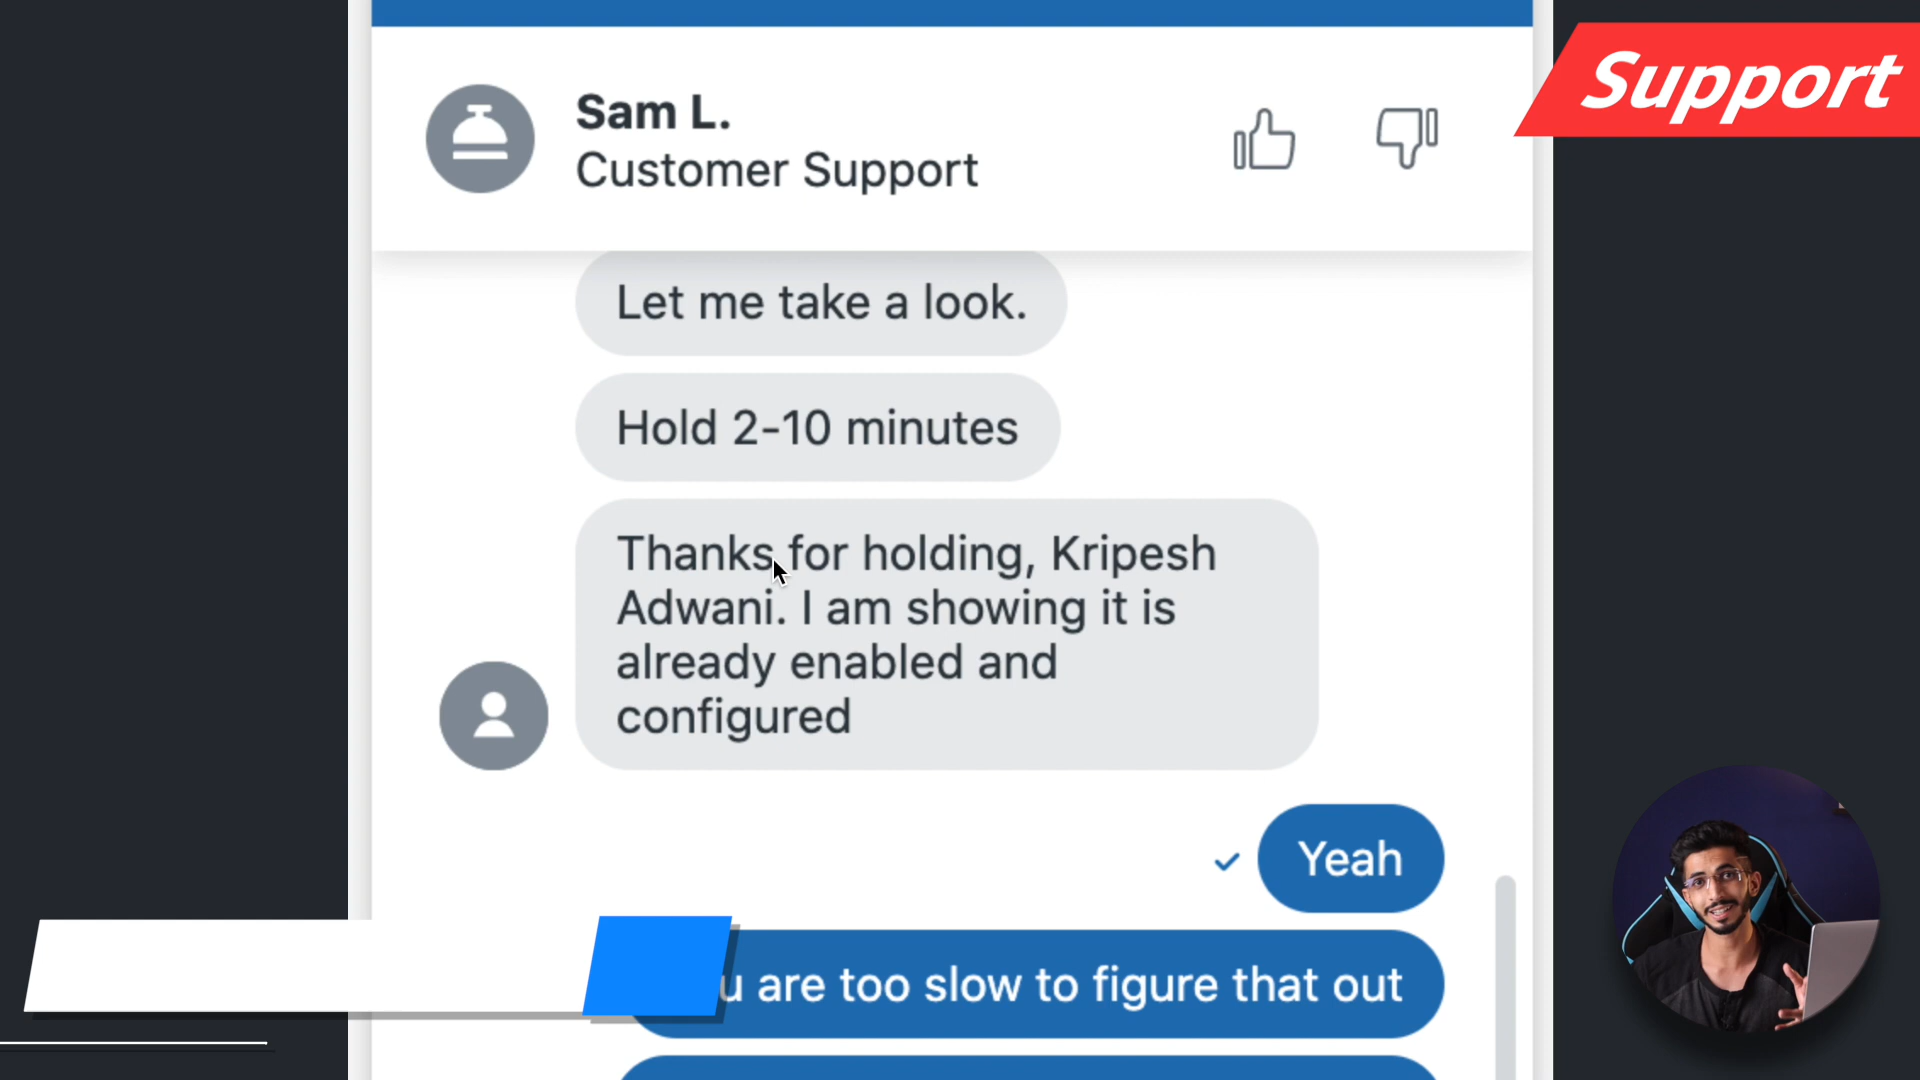 Support
Sam L.
Customer Support
Let me take a look.
Hold 2-10 minutes
Thanks for holding, Kripesh
Adwani. I am showing it is
already enabled and
configured
Yeah
are too slow to figure that out